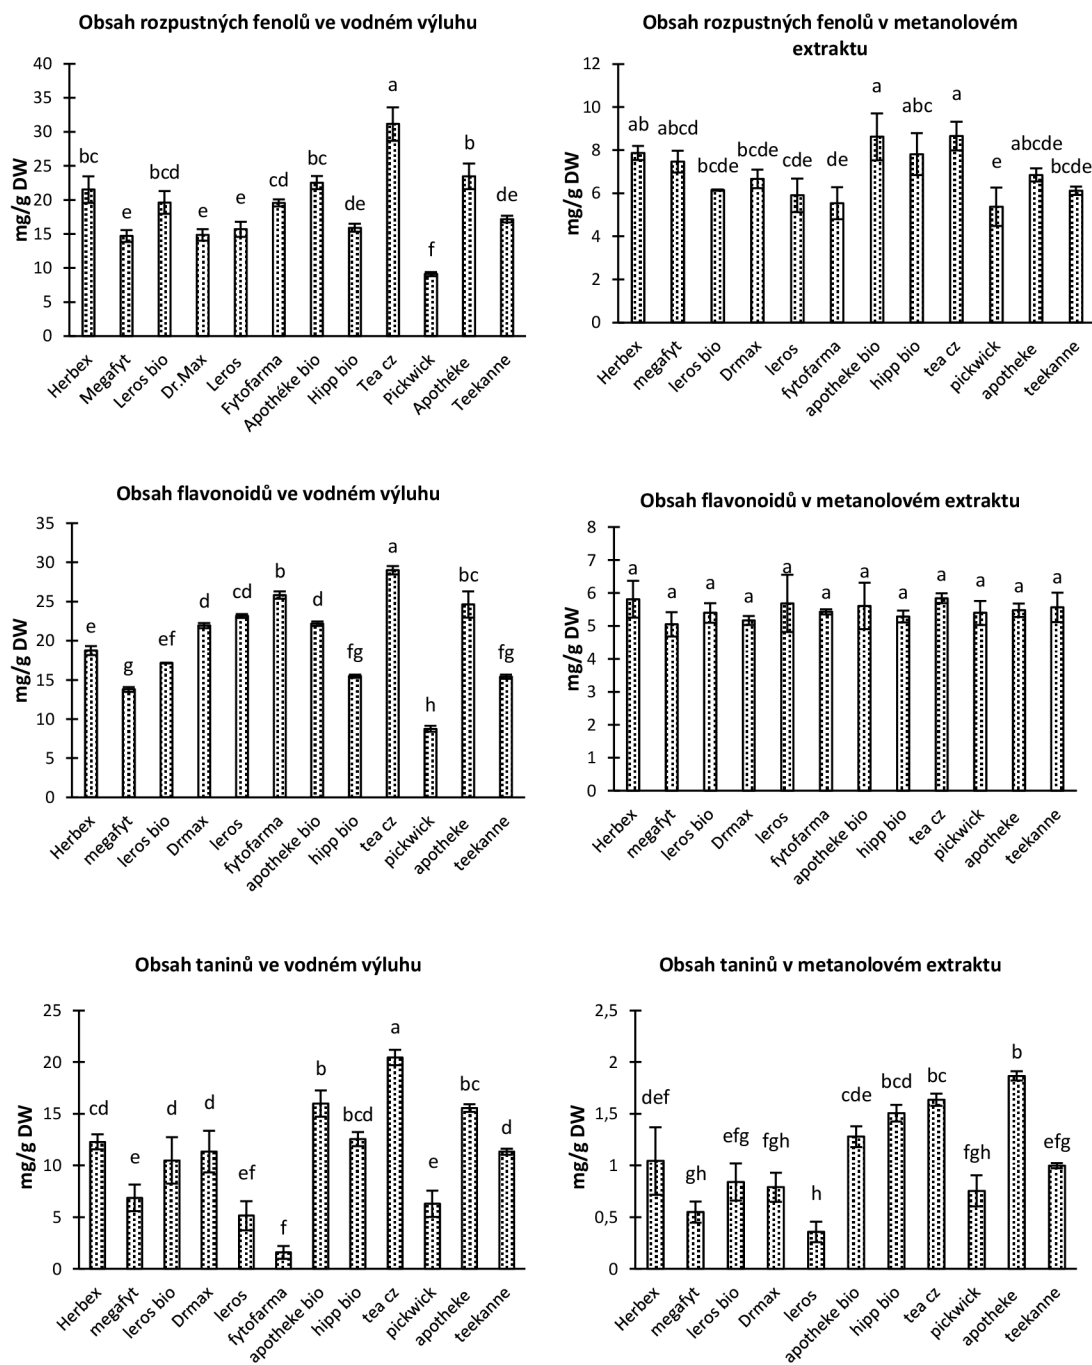 Obsah rozpustných fenolů ve vodném výluhu
mg/g DW
40
35
30
25
20
15
10
5
0
bc
e
bcd
e
e
cd
bc
de
a
f
b
de
Herbex
Megafyt
Leros bio
Dr.Max
Leros
Fytofarma
Apothéke bio
Hipp bio
Tea cz
Pickwick
Apothéke
Teekanne
Obsah rozpustných fenolů v metanolovém
extraktu
mg/g DW
12
10
8
6
4
2
0
ab
abcd
bcde
bcde
cde
de
a
abc
a
e
abcde
bcde
Herbex
megafyt
leros bio
Drmax
leros
fytofarma
apotheke bio
hipp bio
tea cz
pickwick
apotheke
teekanne
Obsah flavonoidů ve vodném výluhu
mg/g DW
35
30
25
20
15
10
5
0
e
g
ef
d
cd
b
d
fg
a
h
bc
fg
Herbex
megafyt
leros bio
Drmax
leros
fytofarma
apotheke bio
hipp bio
tea cz
pickwick
apotheke
teekanne
Obsah flavonoidů v metanolovém extraktu
mg/g DW
8
7
6
5
4
3
2
1
0
a
a
a
a
a
a
a
a
a
a
a
a
Herbex
megafyt
leros bio
Drmax
leros
fytofarma
apotheke bio
hipp bio
tea cz
pickwick
apotheke
teekanne
Obsah taninů ve vodném výluhu
mg/g DW
25
20
15
10
5
0
cd
e
d
d
ef
f
b
bcd
a
e
bc
d
Herbex
megafyt
leros bio
Drmax
leros
fytofarma
apotheke bio
hipp bio
tea cz
pickwick
apotheke
teekanne
Obsah taninů v metanolovém extraktu
mg/g DW
2,5
2
1,5
1
0,5
0
def
gh
efg
fgh
h
cde
bcd
bc
fgh
b
efg
Herbex
megafyt
leros bio
Drmax
leros
apotheke bio
hipp bio
tea cz
pickwick
apotheke
teekanne